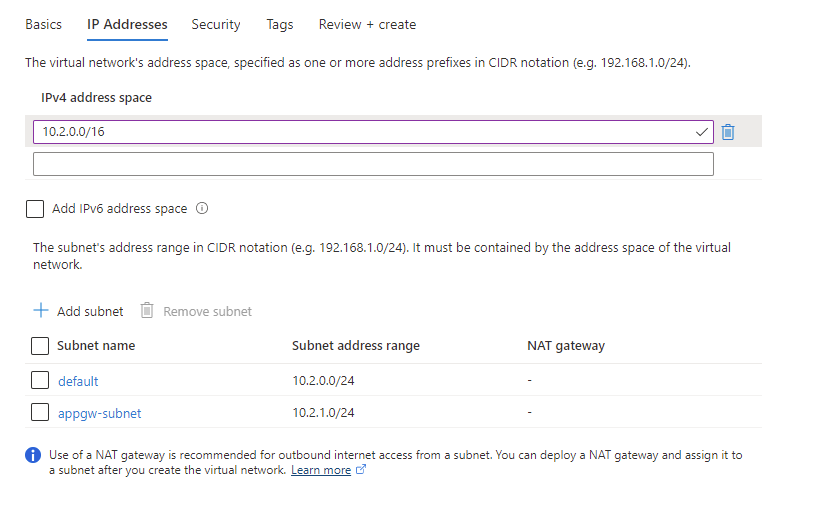 Basics IP Addresses Security Tags Review + create
The virtual network's address space, specified as one or more address prefixes in CIDR notation (e.g. 192.168.1.0/24).
IPv4 address space
10.2.0.0/16
Add IPv6 address space
The subnet's address range in CIDR notation (e.g. 192.168.1.0/24). It must be contained by the address space of the virtual
network.
Add subnet Remove subnet
Subnet name Subnet address range NAT gateway
default 10.2.0.0/24 -
appgw-subnet 10.2.1.0/24 -
Use of a NAT gateway is recommended for outbound internet access from a subnet. You can deploy a NAT gateway and assign it to
a subnet after you create the virtual network. Learn more